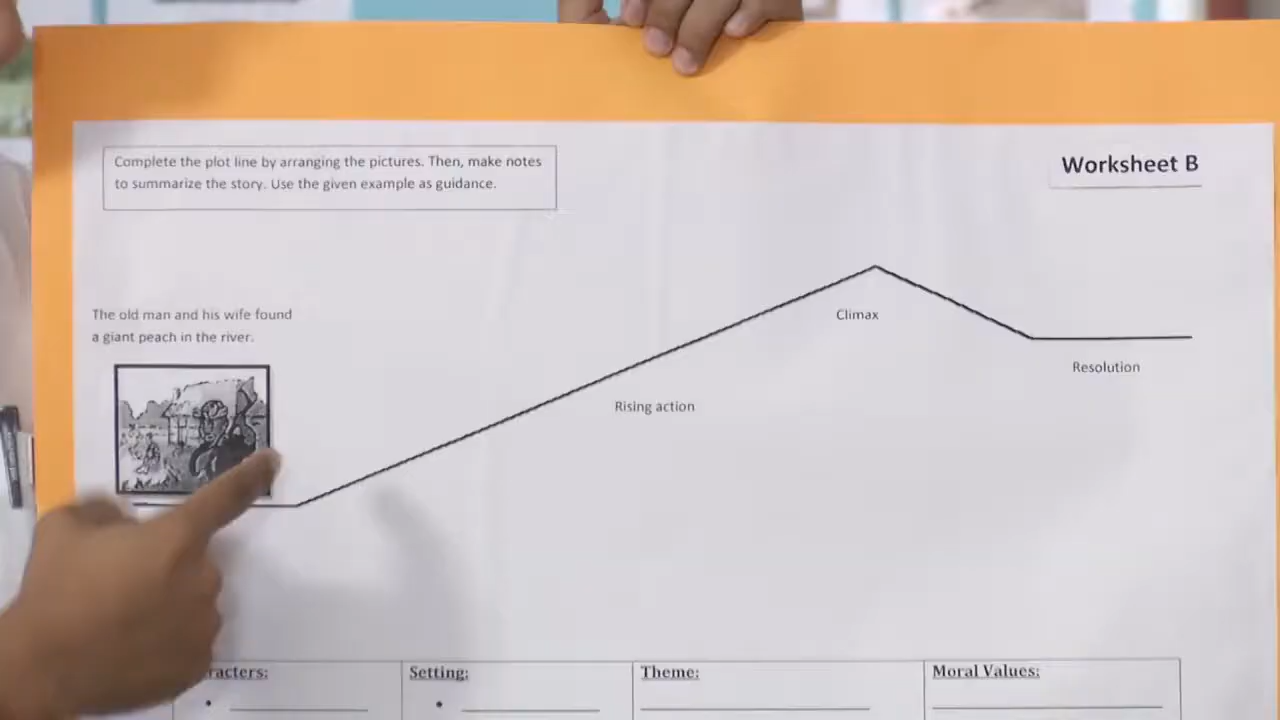 Complete the plot line by arranging the pictures. Then, make notes
to summarize the story. Use the given example as guidance.
Worksheet B
The old man and his wife found
a giant peach in the river.
Climax
Resolution
Rising action
racters:
Setting:
Theme:
Moral Values: